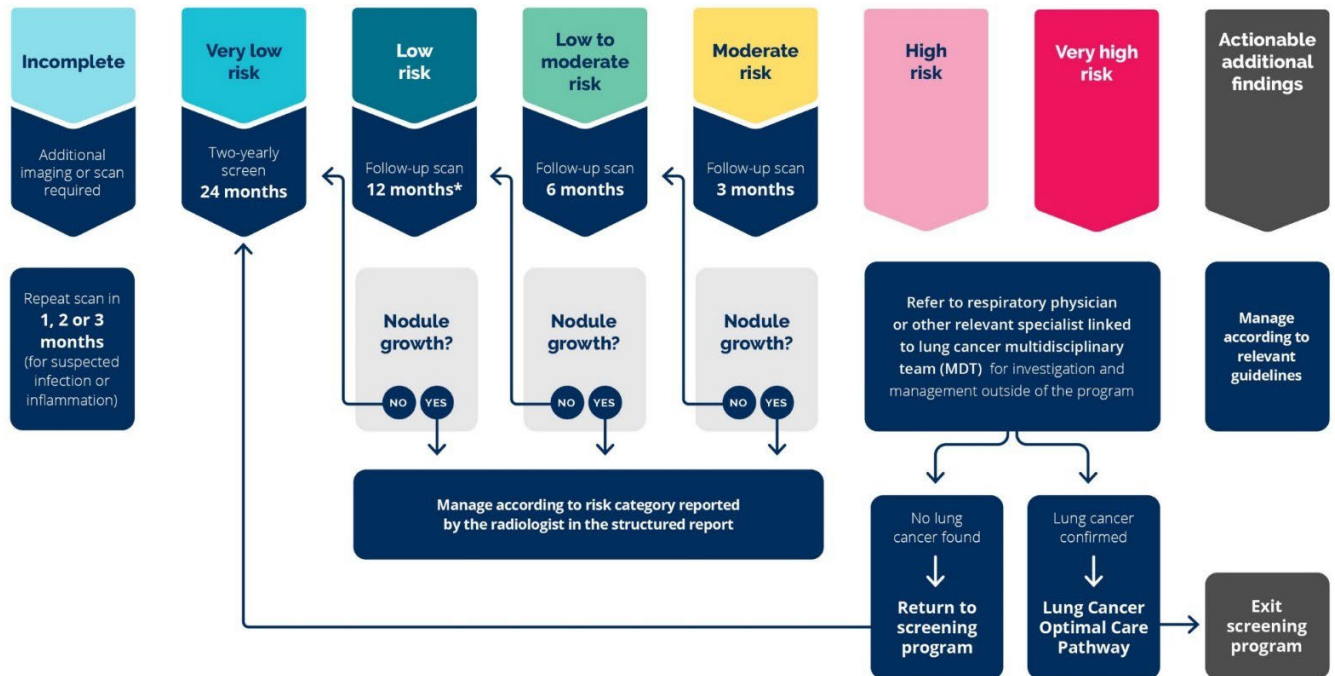 Incomplete
Additional
imaging or scan
required
Repeat scan in
1, 2 or 3
months
(for suspected
infection or
inflammation)
Very low
risk
Two-yearly
screen
24 months
Low
risk
Follow-up scan
12 months*
Nodule
growth?
NO YES
Low to
moderate
risk
Follow-up scan
6 months
Nodule
growth?
NO YES
Moderate
risk
Follow-up scan
3 months
Nodule
growth?
NO YES
Manage according to risk category reported
by the radiologist in the structured report
High
risk
Very high
risk
Refer to respiratory physician
or other relevant specialist linked
to lung cancer multidisciplinary
team (MDT) for investigation and
management outside of the program
No lung
cancer found
Return to
screening
program
Lung cancer
confirmed
Lung Cancer
Optimal Care
Pathway
Actionable
additional
findings
Manage
according to
relevant
guidelines
Exit
screening
program